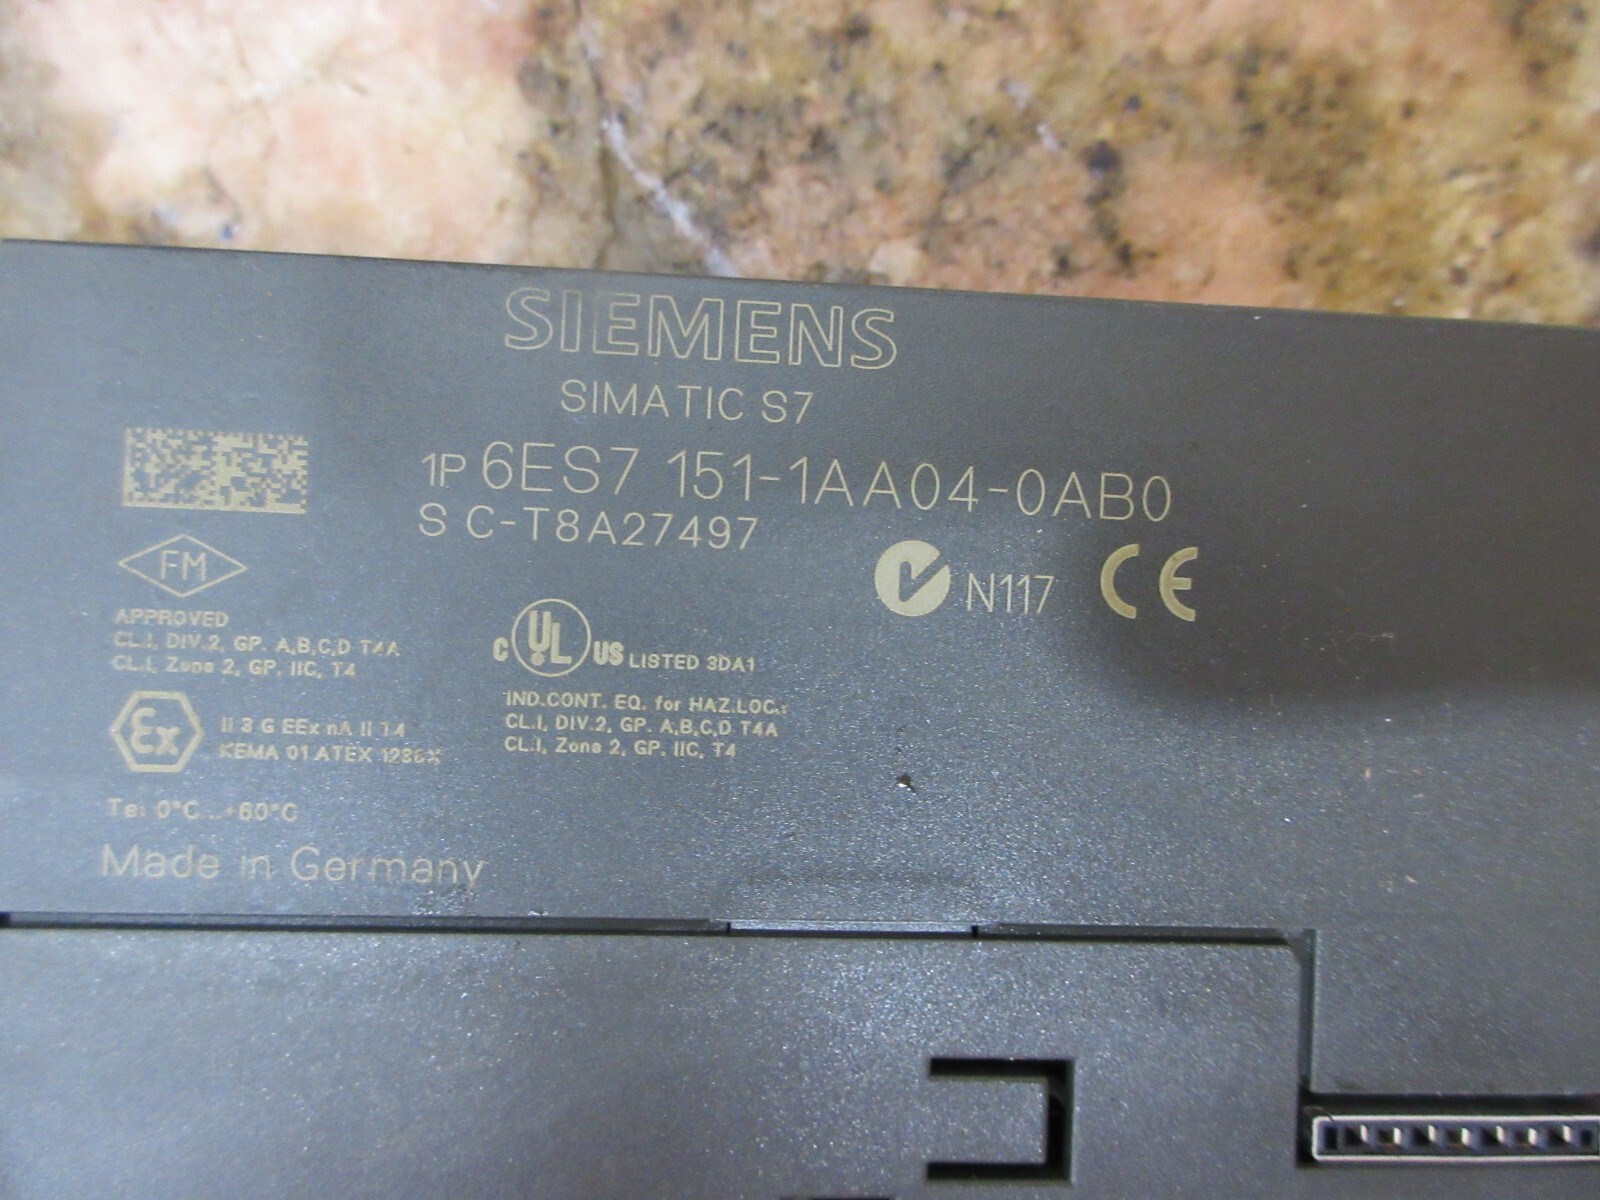 SIEMENS
SIMATIC S7
1P 6ES7 151-1AA04-0AB0
S C-T8A27497
FM
APPROVED
CL.I, DIV.2, GP. A,B,C,D T4A
CL.I, Zone 2, GP. IIC, T4
N117 CE
C UL US LISTED 3DA1
IND.CONT. EQ. for HAZ.LOC.:
CL.I, DIV.2, GP. A,B,C,D T4A
CL.I, Zone 2, GP. IIC, T4
Ex
II 3 G EEx nA II T4
KEMA 01 ATEX
0°C...+60°C
Made in Germany